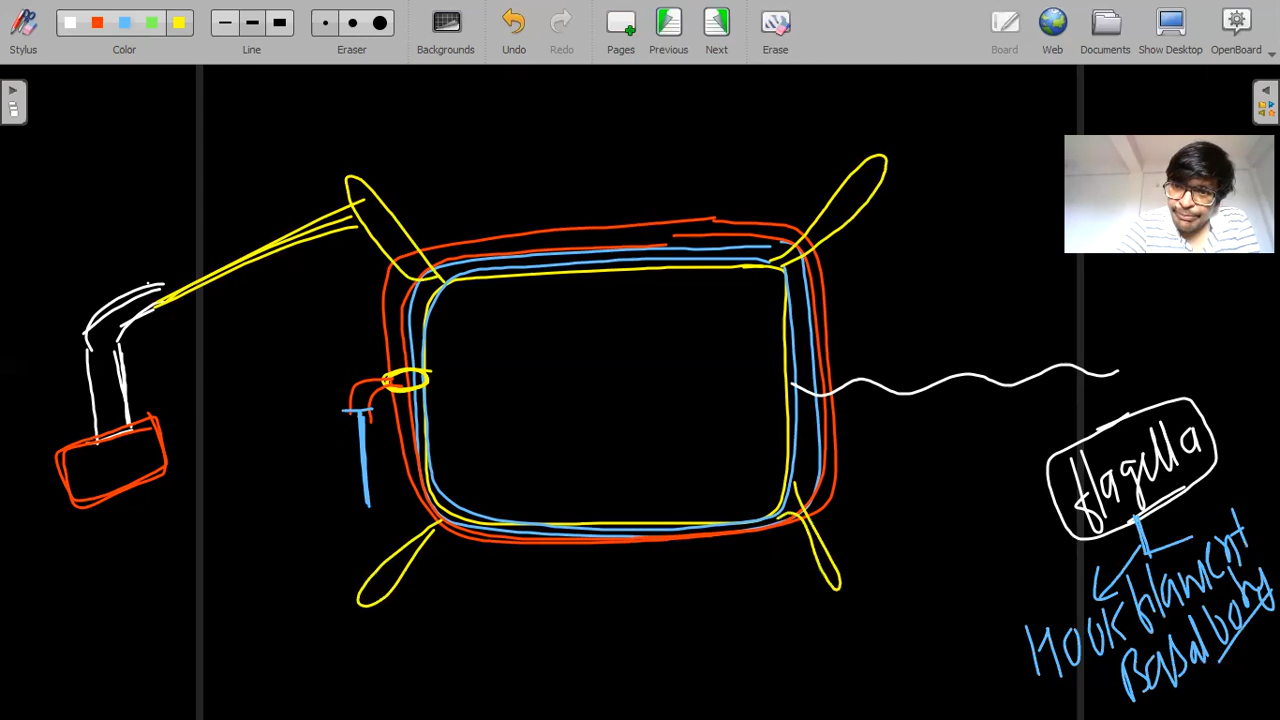 Stylus
Color
Line
Eraser
Backgrounds
Undo
Redo
Pages
Previous
Next
Erase
Board
Web
Documents
Show Desktop
OpenBoard
flagella
Hook filament
Basal body